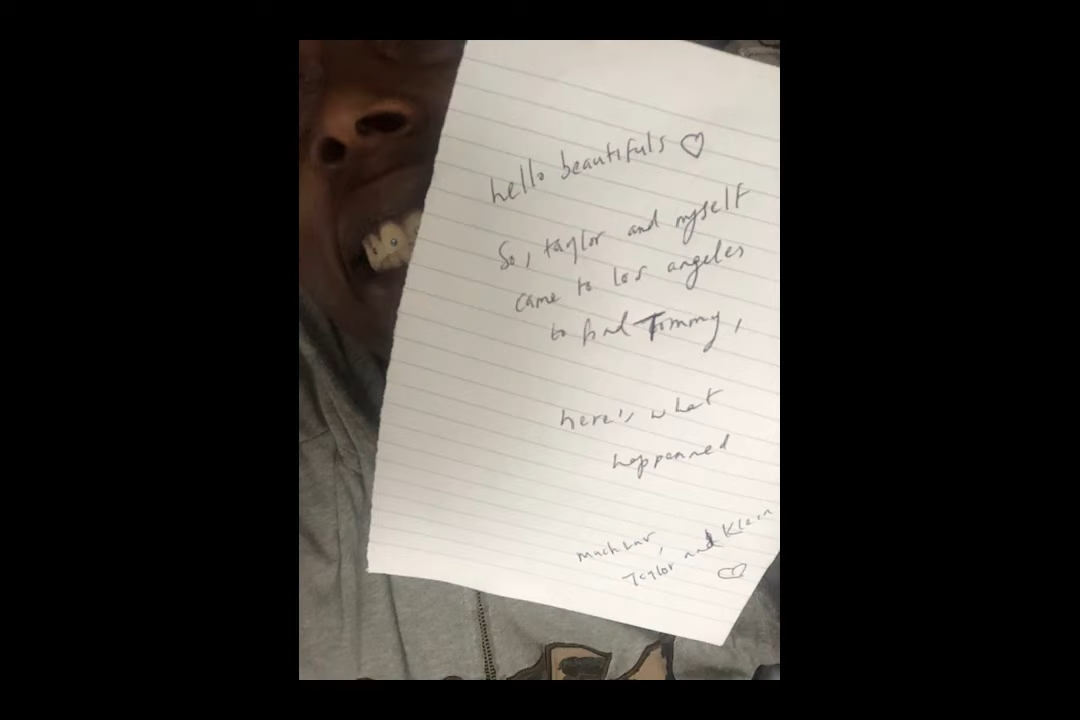 hello beautifuls ♡
So, taylor and myself
came to los angeles
to find Tommy,
here's what
happenned
much luv,
Taylor and Klein
♡